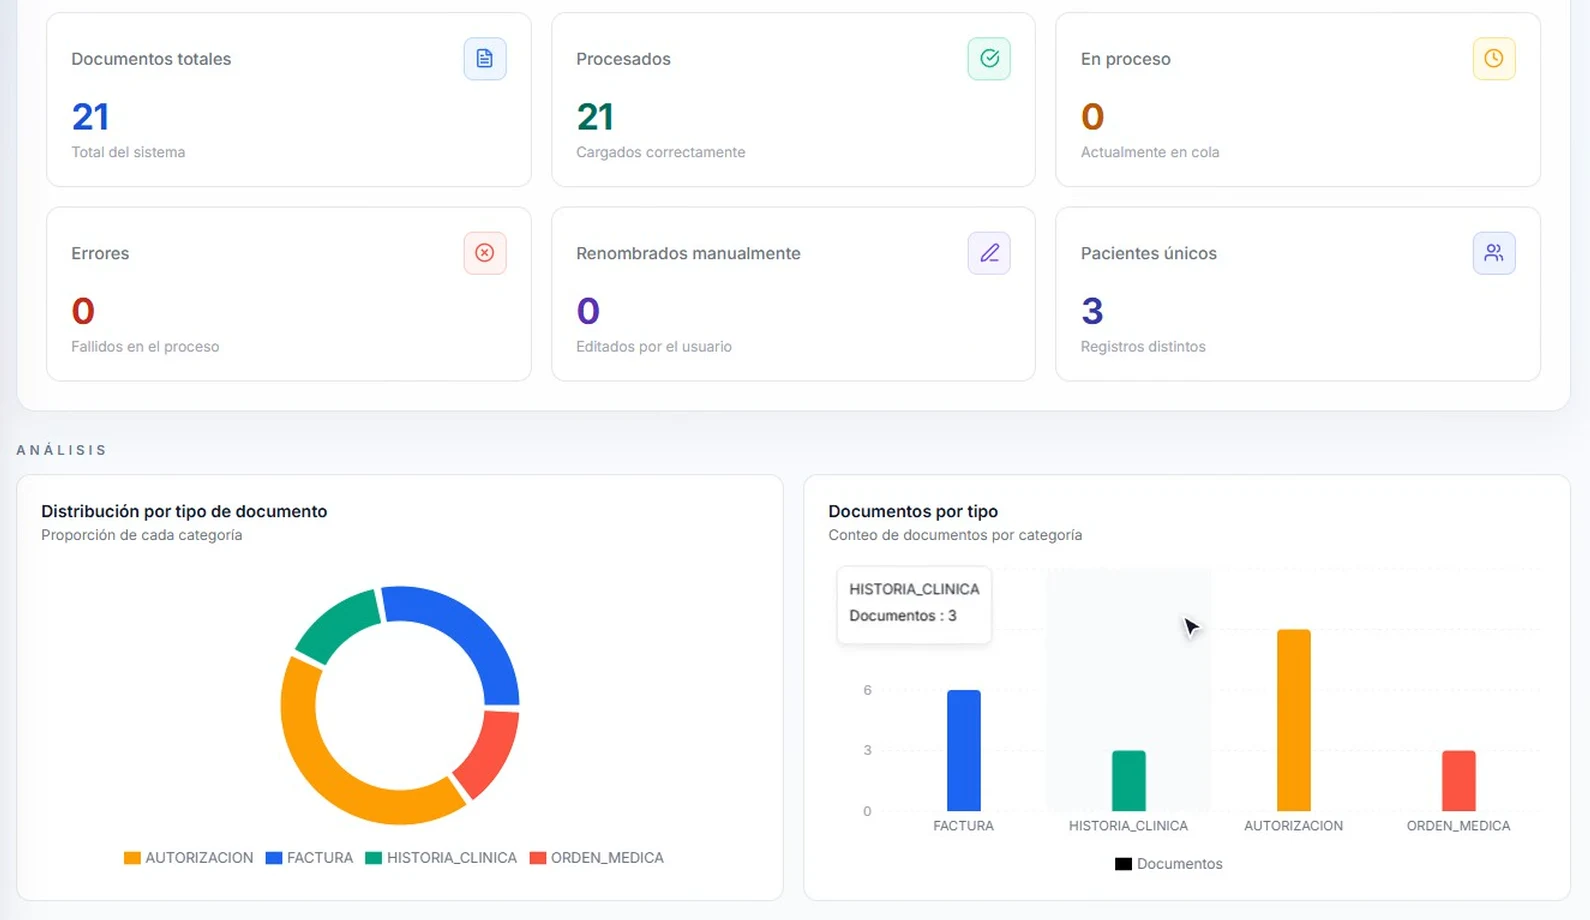 Documentos totales
21
Total del sistema
Procesados
21
Cargados correctamente
En proceso
0
Actualmente en cola
Errores
0
Fallidos en el proceso
Renombrados manualmente
0
Editados por el usuario
Pacientes únicos
3
Registros distintos
ANÁLISIS
Distribución por tipo de documento
Proporción de cada categoría
AUTORIZACION FACTURA HISTORIA_CLINICA ORDEN_MEDICA
Documentos por tipo
Conteo de documentos por categoría
HISTORIA_CLINICA
Documentos : 3
6
3
0
FACTURA HISTORIA_CLINICA AUTORIZACION ORDEN_MEDICA
Documentos